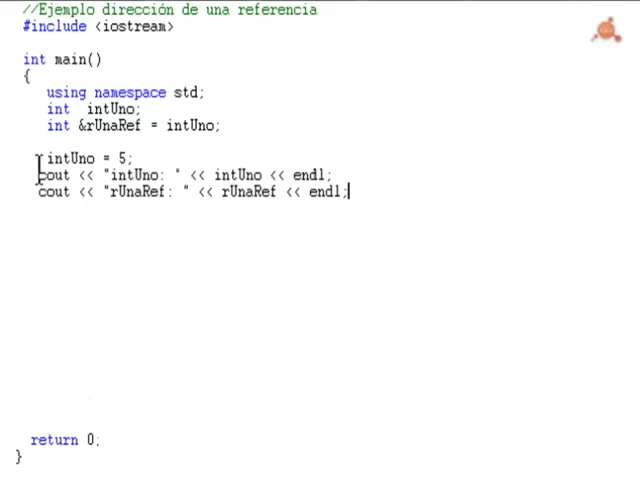 //Ejemplo dirección de una referencia
#include <iostream>
int main()
{
using namespace std;
int  intUno;
int &rUnaRef = intUno;
intUno = 5;
cout << "intUno: " << intUno << endl;
cout << "rUnaRef: " << rUnaRef << endl;
return 0;
}